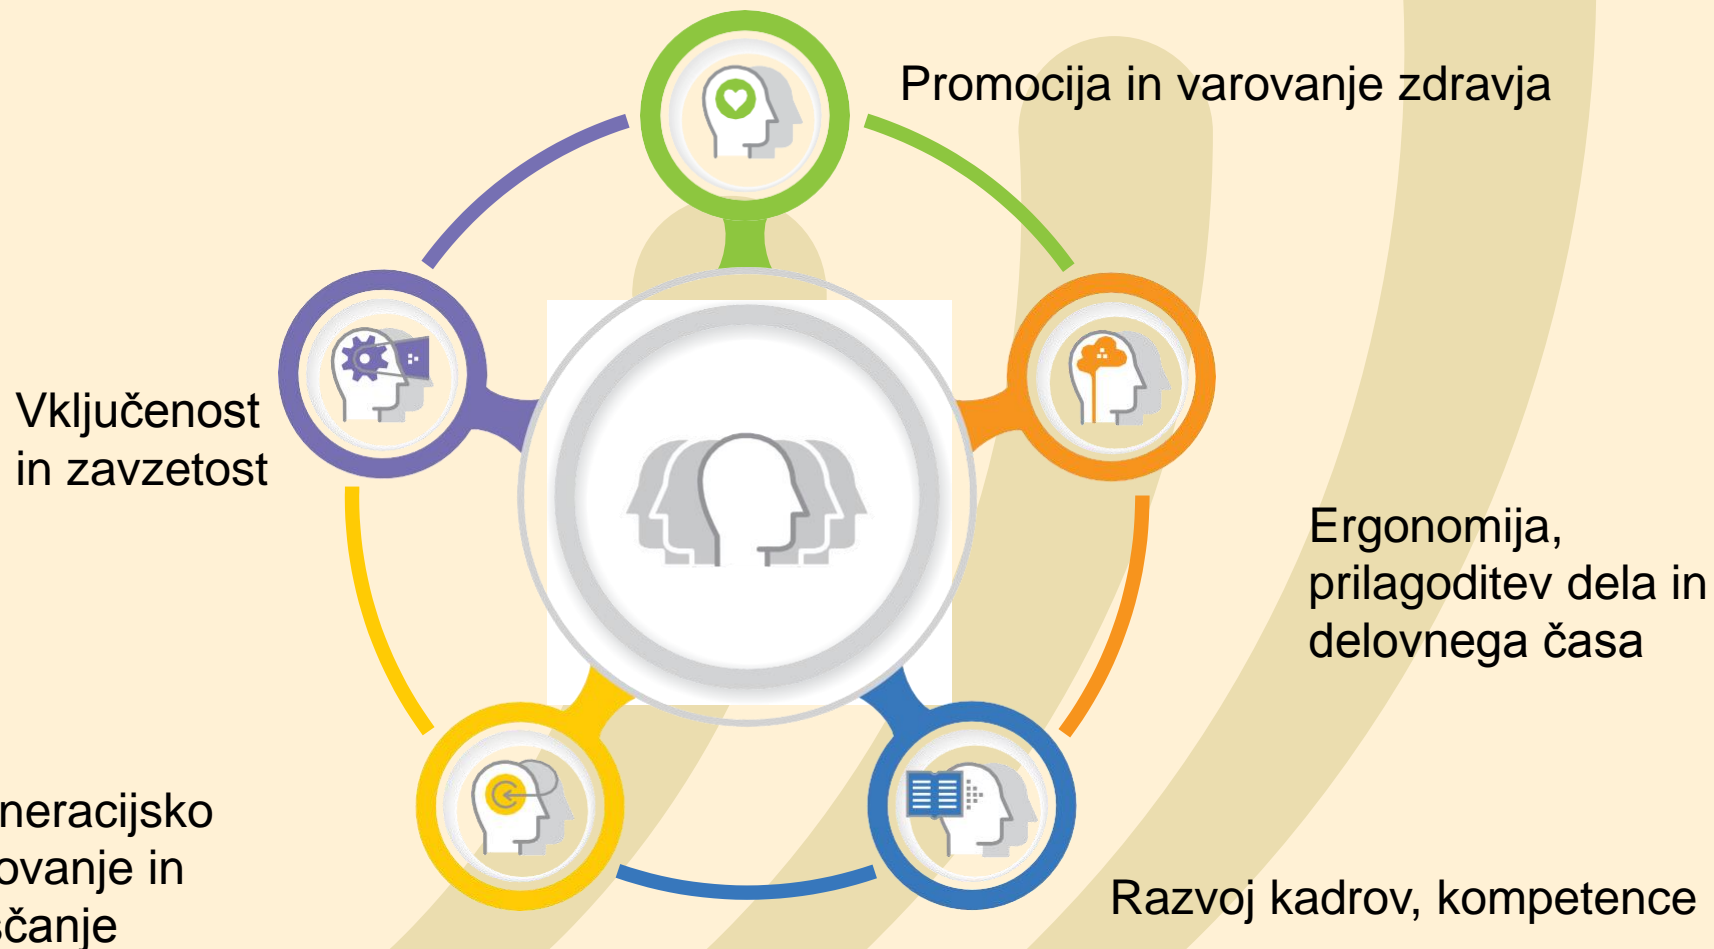 Promocija in varovanje zdravja
Vključenost
in zavzetost
Ergonomija,
prilagoditev dela in
delovnega časa
neracijsko
ovanje in
ščanje
Razvoj kadrov, kompetence